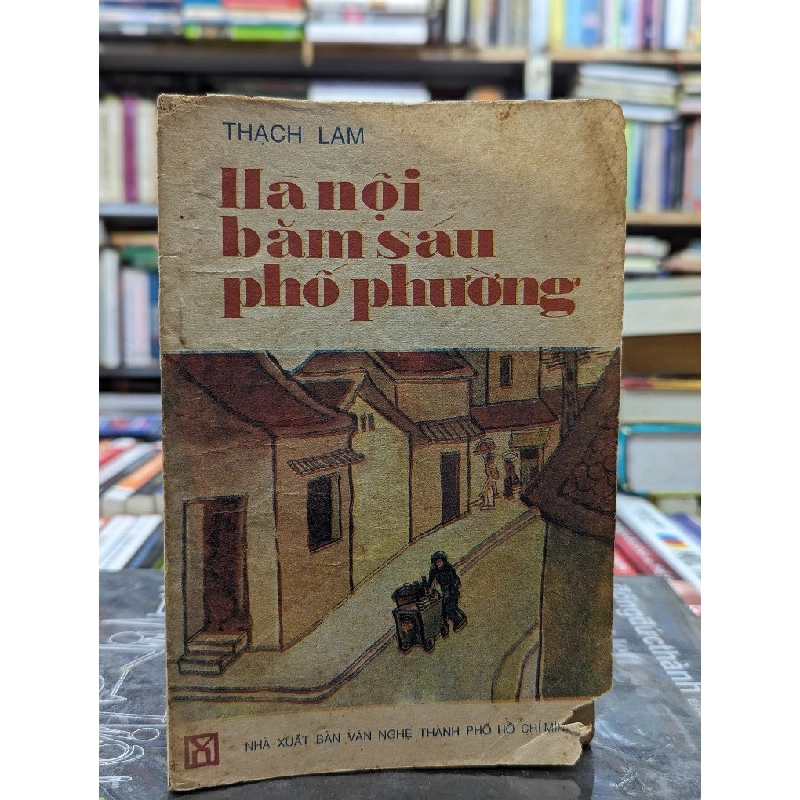 THẠCH LAM
Hà nội
băm sáu
phố phường
NHÀ XUẤT BẢN VĂN NGHỆ THÀNH PHỐ HỒ CHÍ MIN